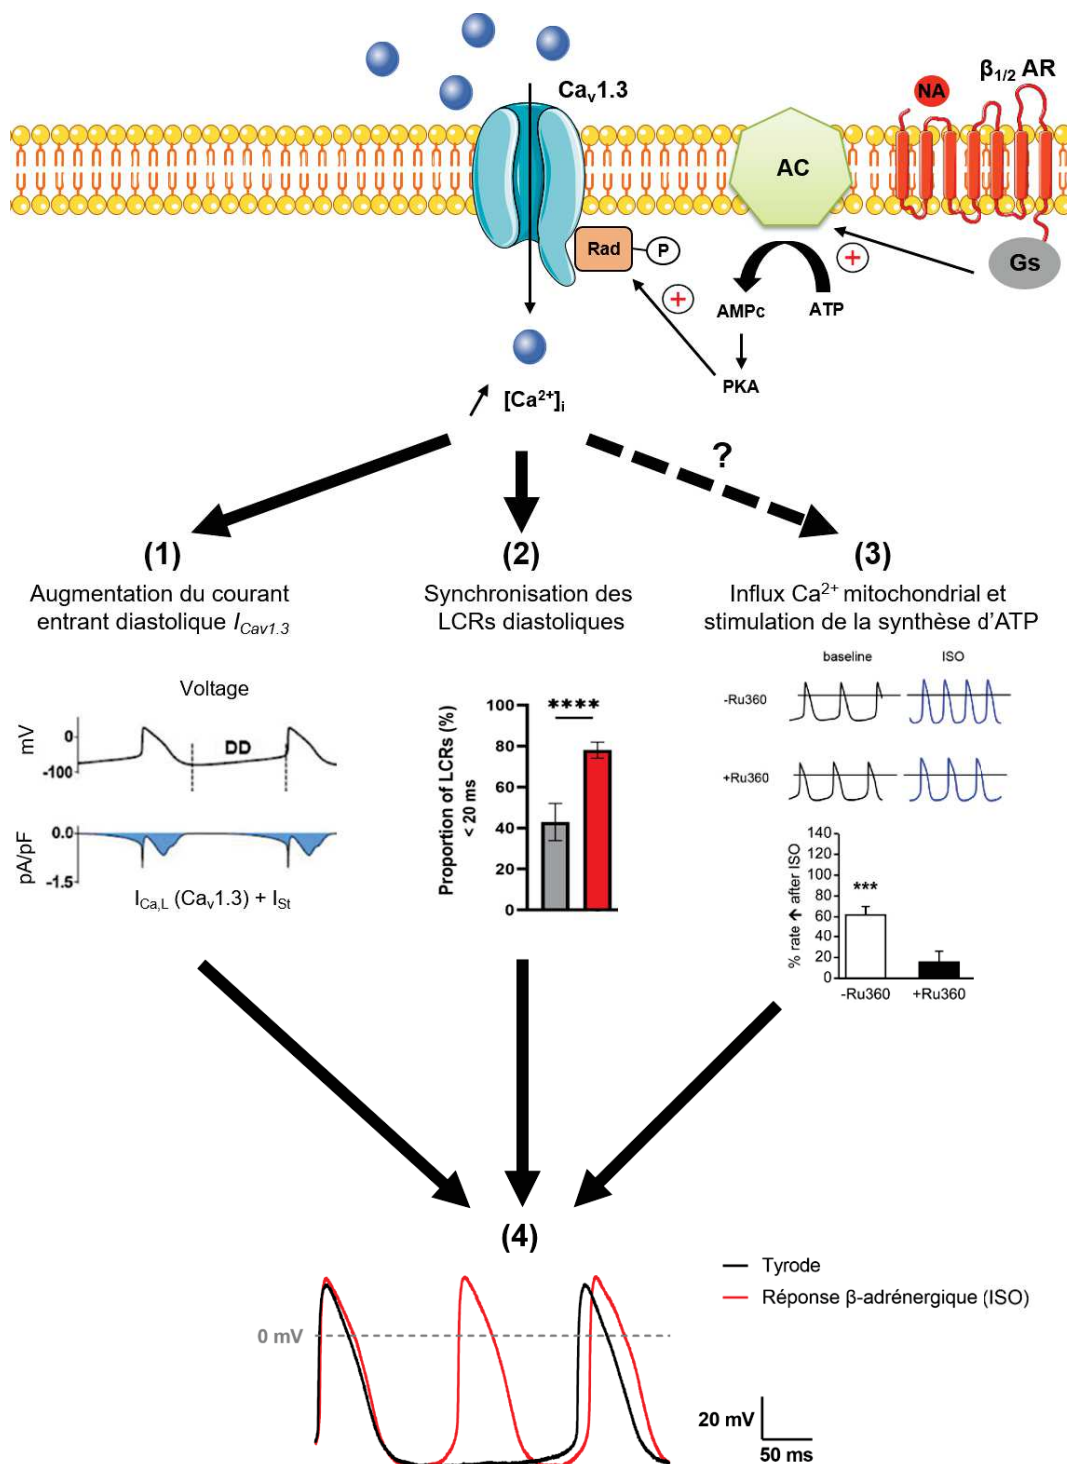 β1/2 AR
NA
Cav1.3
AC
Rad
P
Gs
+
+
AMPc
ATP
PKA
[Ca²⁺]i
?
(1)
Augmentation du courant
entrant diastolique ICav1.3
(2)
Synchronisation des
LCRs diastoliques
(3)
Influx Ca²⁺ mitochondrial et
stimulation de la synthèse d’ATP
Voltage
mV
0
-100
DD
pA/pF
0.0
-1.5
ICa,L (Cav1.3) + ISt
Proportion of LCRs (%)
< 20 ms
100
80
60
40
20
0
****
baseline
ISO
-Ru360
+Ru360
% rate ↑ after ISO
140
120
100
80
60
40
20
0
***
-Ru360
+Ru360
(4)
Tyrode
Réponse β-adrénergique (ISO)
0 mV
20 mV
50 ms